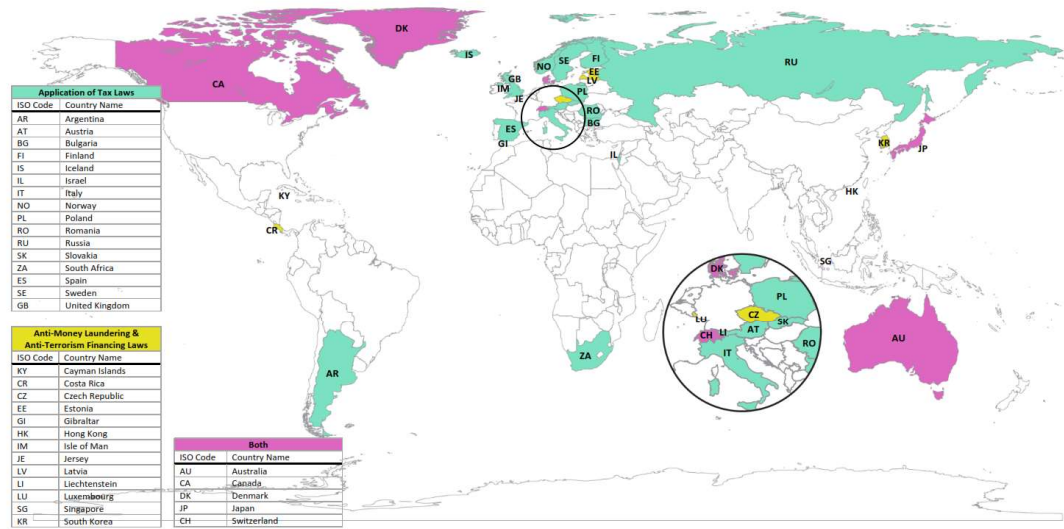 DK
IS
CA
NO
SE
FI
EE
LV
RU
GB
IM
JE
PL
RO
BG
ES
GI
IL
KR
JP
HK
KY
CR
SG
AR
ZA
AU
DK
PL
LU
CZ
SK
CH
LI
AT
IT
RO
Application of Tax Laws
ISO Code Country Name
AR Argentina
AT Austria
BG Bulgaria
FI Finland
IS Iceland
IL Israel
IT Italy
NO Norway
PL Poland
RO Romania
RU Russia
SK Slovakia
ZA South Africa
ES Spain
SE Sweden
GB United Kingdom
Anti-Money Laundering &
Anti-Terrorism Financing Laws
ISO Code Country Name
KY Cayman Islands
CR Costa Rica
CZ Czech Republic
EE Estonia
GI Gibraltar
HK Hong Kong
IM Isle of Man
JE Jersey
LV Latvia
LI Liechtenstein
LU Luxembourg
SG Singapore
KR South Korea
Both
ISO Code Country Name
AU Australia
CA Canada
DK Denmark
JP Japan
CH Switzerland